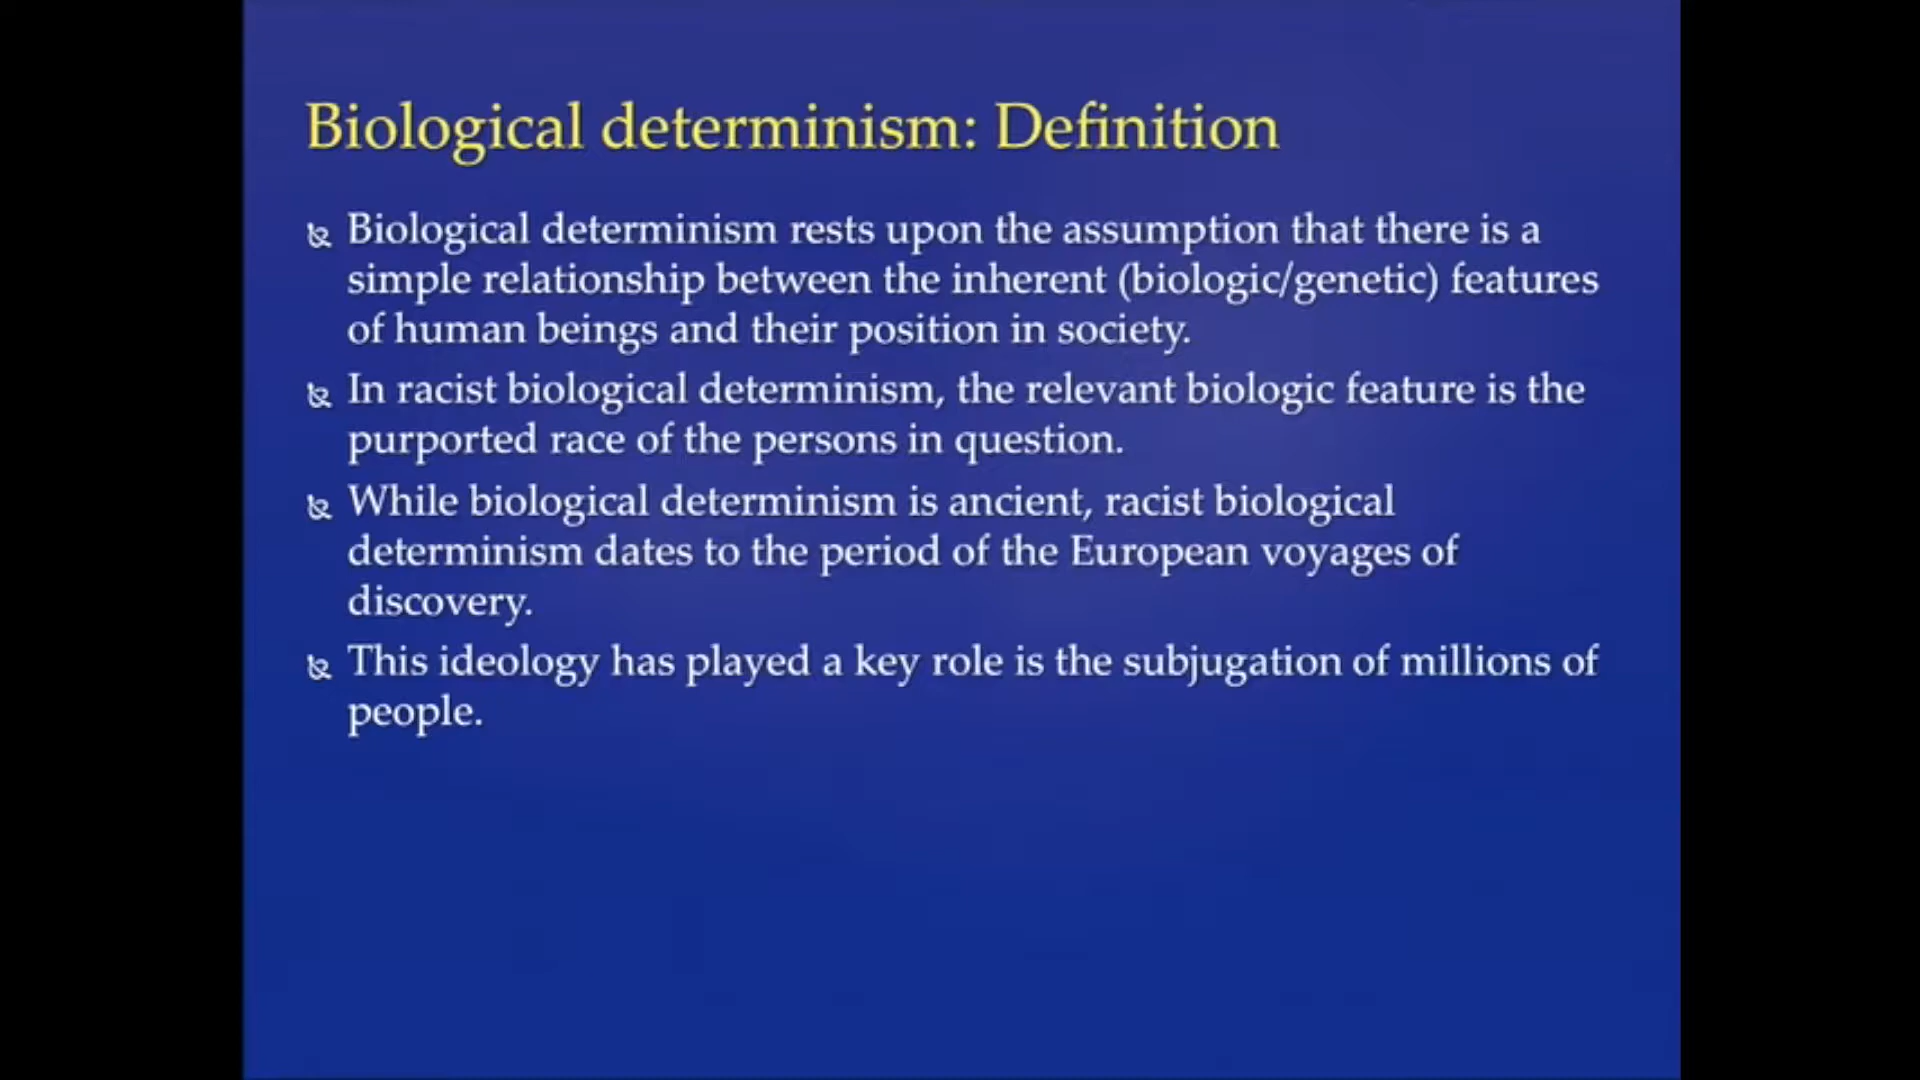 Biological determinism: Definition
Biological determinism rests upon the assumption that there is a
simple relationship between the inherent (biologic/genetic) features
of human beings and their position in society.
In racist biological determinism, the relevant biologic feature is the
purported race of the persons in question.
While biological determinism is ancient, racist biological
determinism dates to the period of the European voyages of
discovery.
This ideology has played a key role is the subjugation of millions of
people.